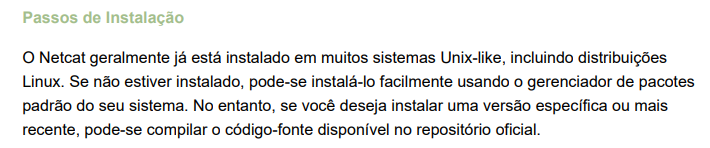 Passos de Instalação
O Netcat geralmente já está instalado em muitos sistemas Unix-like, incluindo distribuições
Linux. Se não estiver instalado, pode-se instalá-lo facilmente usando o gerenciador de pacotes
padrão do seu sistema. No entanto, se você deseja instalar uma versão específica ou mais
recente, pode-se compilar o código-fonte disponível no repositório oficial.